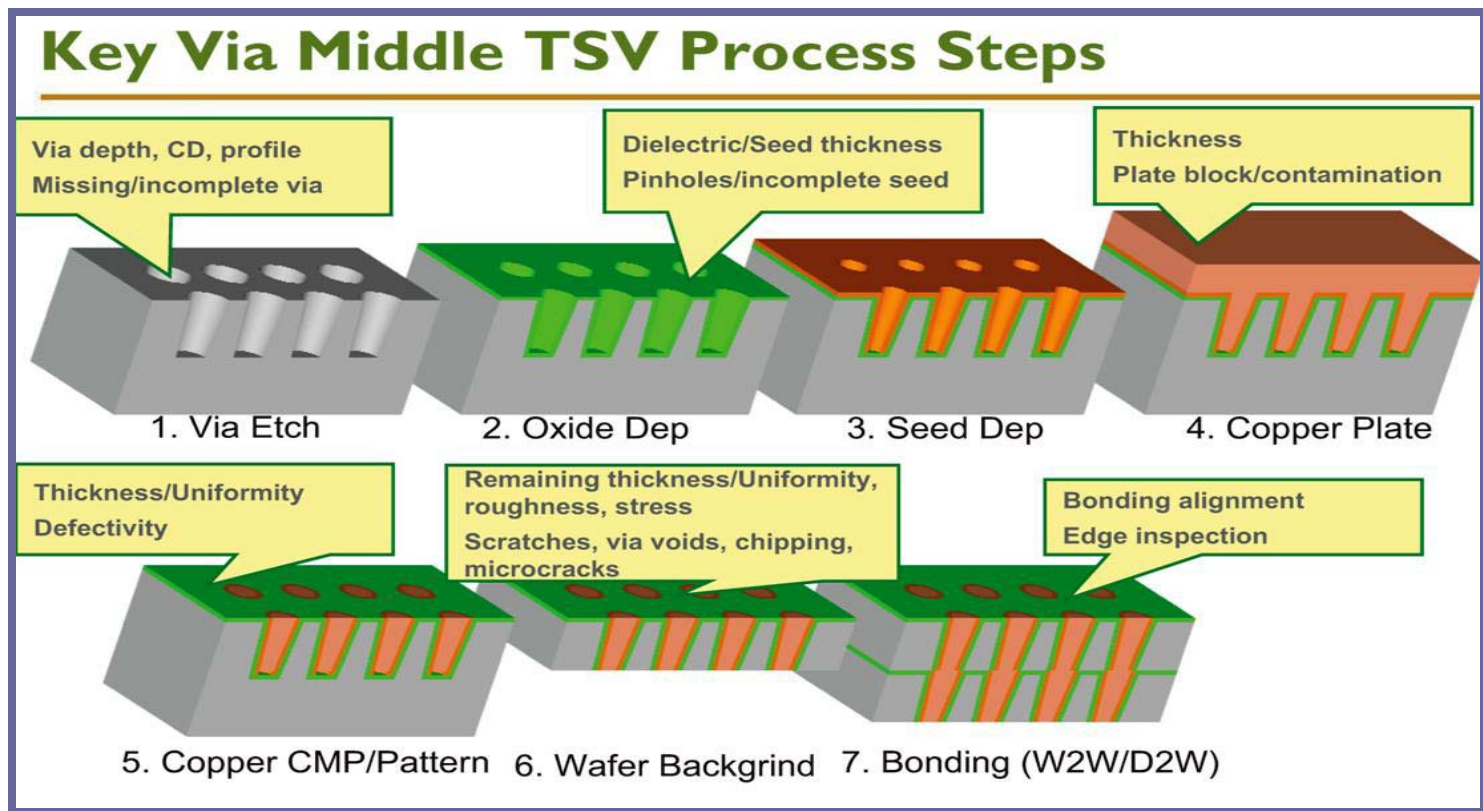 Key Via Middle TSV Process Steps
Via depth, CD, profile
Missing/incomplete via
Dielectric/Seed thickness
Pinholes/incomplete seed
Thickness
Plate block/contamination
1. Via Etch
2. Oxide Dep
3. Seed Dep
4. Copper Plate
Thickness/Uniformity
Defectivity
Remaining thickness/Uniformity,
roughness, stress
Scratches, via voids, chipping,
microcracks
Bonding alignment
Edge inspection
5. Copper CMP/Pattern
6. Wafer Backgrind
7. Bonding (W2W/D2W)